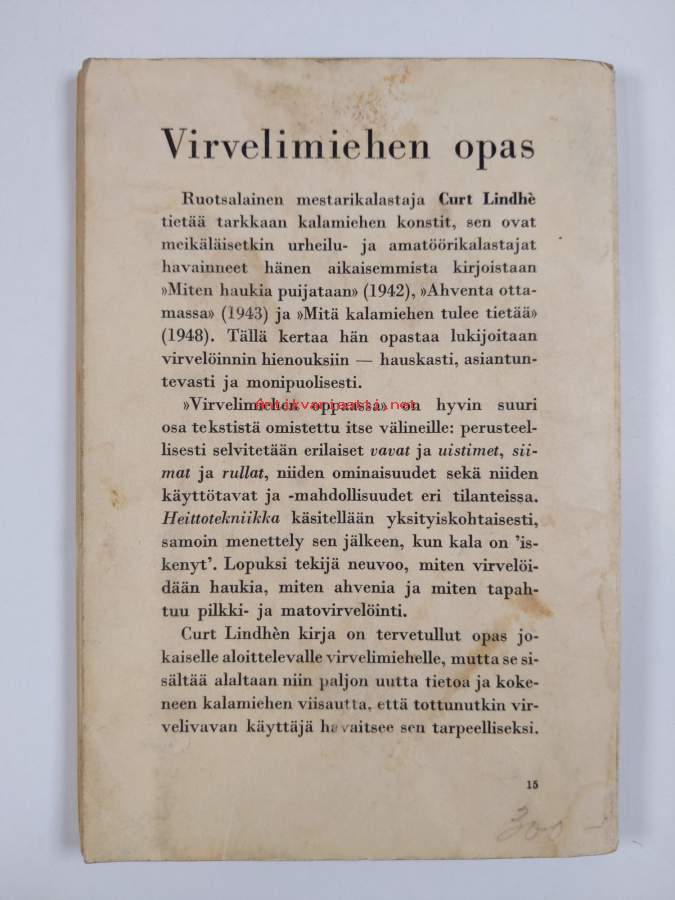 Virvelimiehen opas
Ruotsalainen mestarikalastaja Curt Lindhè
tietää tarkkaan kalamiehen konstit, sen ovat
meikäläisetkin urheilu- ja amatöörikalastajat
havainneet hänen aikaisemmista kirjoistaan
»Miten haukia puijataan» (1942), »Ahventa otta-
massa» (1943) ja »Mitä kalamiehen tulee tietää»
(1948). Tällä kertaa hän opastaa lukijoitaan
virvelöinnin hienouksiin — hauskasti, asiantun-
tevasti ja monipuolisesti.
»Virvelimiehen oppaassa» on hyvin suuri
antikvariaatti.net
osa tekstistä omistettu itse välineille: perusteel-
lisesti selvitetään erilaiset vavat ja uistimet, sii-
mat ja rullat, niiden ominaisuudet sekä niiden
käyttötavat ja -mahdollisuudet eri tilanteissa.
Heittotekniikka käsitellään yksityiskohtaisesti,
samoin menettely sen jälkeen, kun kala on 'is-
kenyt'. Lopuksi tekijä neuvoo, miten virvelöi-
dään haukia, miten ahvenia ja miten tapah-
tuu pilkki- ja matovirvelöinti.
Curt Lindhèn kirja on tervetullut opas jo-
kaiselle aloittelevalle virvelimiehelle, mutta se si-
sältää alaltaan niin paljon uutta tietoa ja koke-
neen kalamiehen viisautta, että tottunutkin vir-
velivavan käyttäjä havaitsee sen tarpeelliseksi.
15
300 -